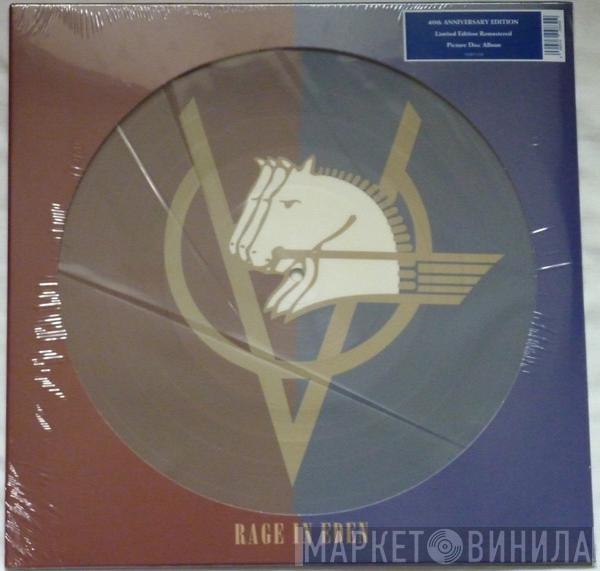 40th ANNIVERSARY EDITION
Limited Edition Remastered
Picture Disc Album
RAGE IN EDEN
МАРКЕТ ВИНИЛА